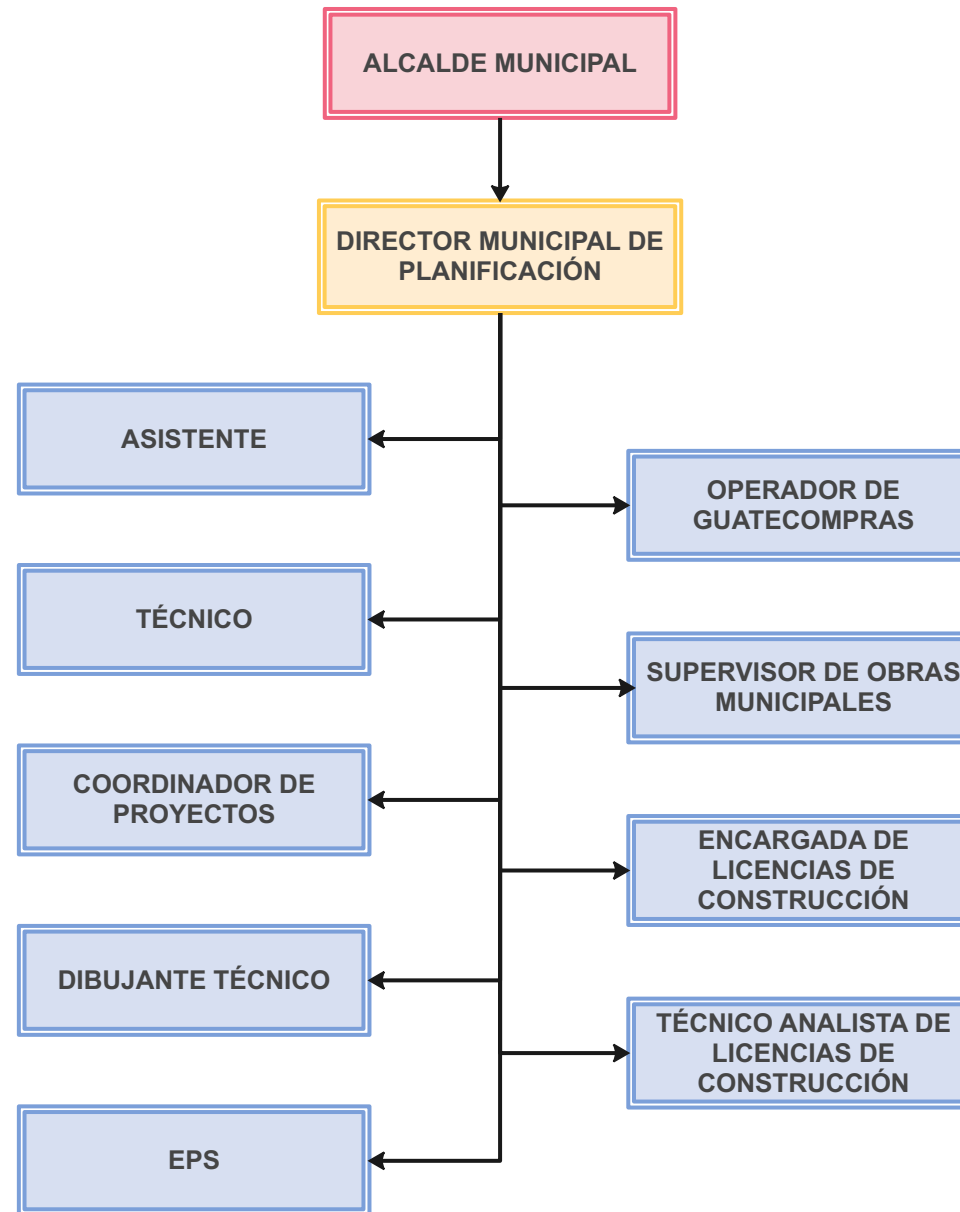 ALCALDE MUNICIPAL
DIRECTOR MUNICIPAL DE
PLANIFICACIÓN
ASISTENTE
OPERADOR DE
GUATECOMPRAS
TÉCNICO
SUPERVISOR DE OBRAS
MUNICIPALES
COORDINADOR DE
PROYECTOS
ENCARGADA DE
LICENCIAS DE
CONSTRUCCIÓN
DIBUJANTE TÉCNICO
TÉCNICO ANALISTA DE
LICENCIAS DE
CONSTRUCCIÓN
EPS